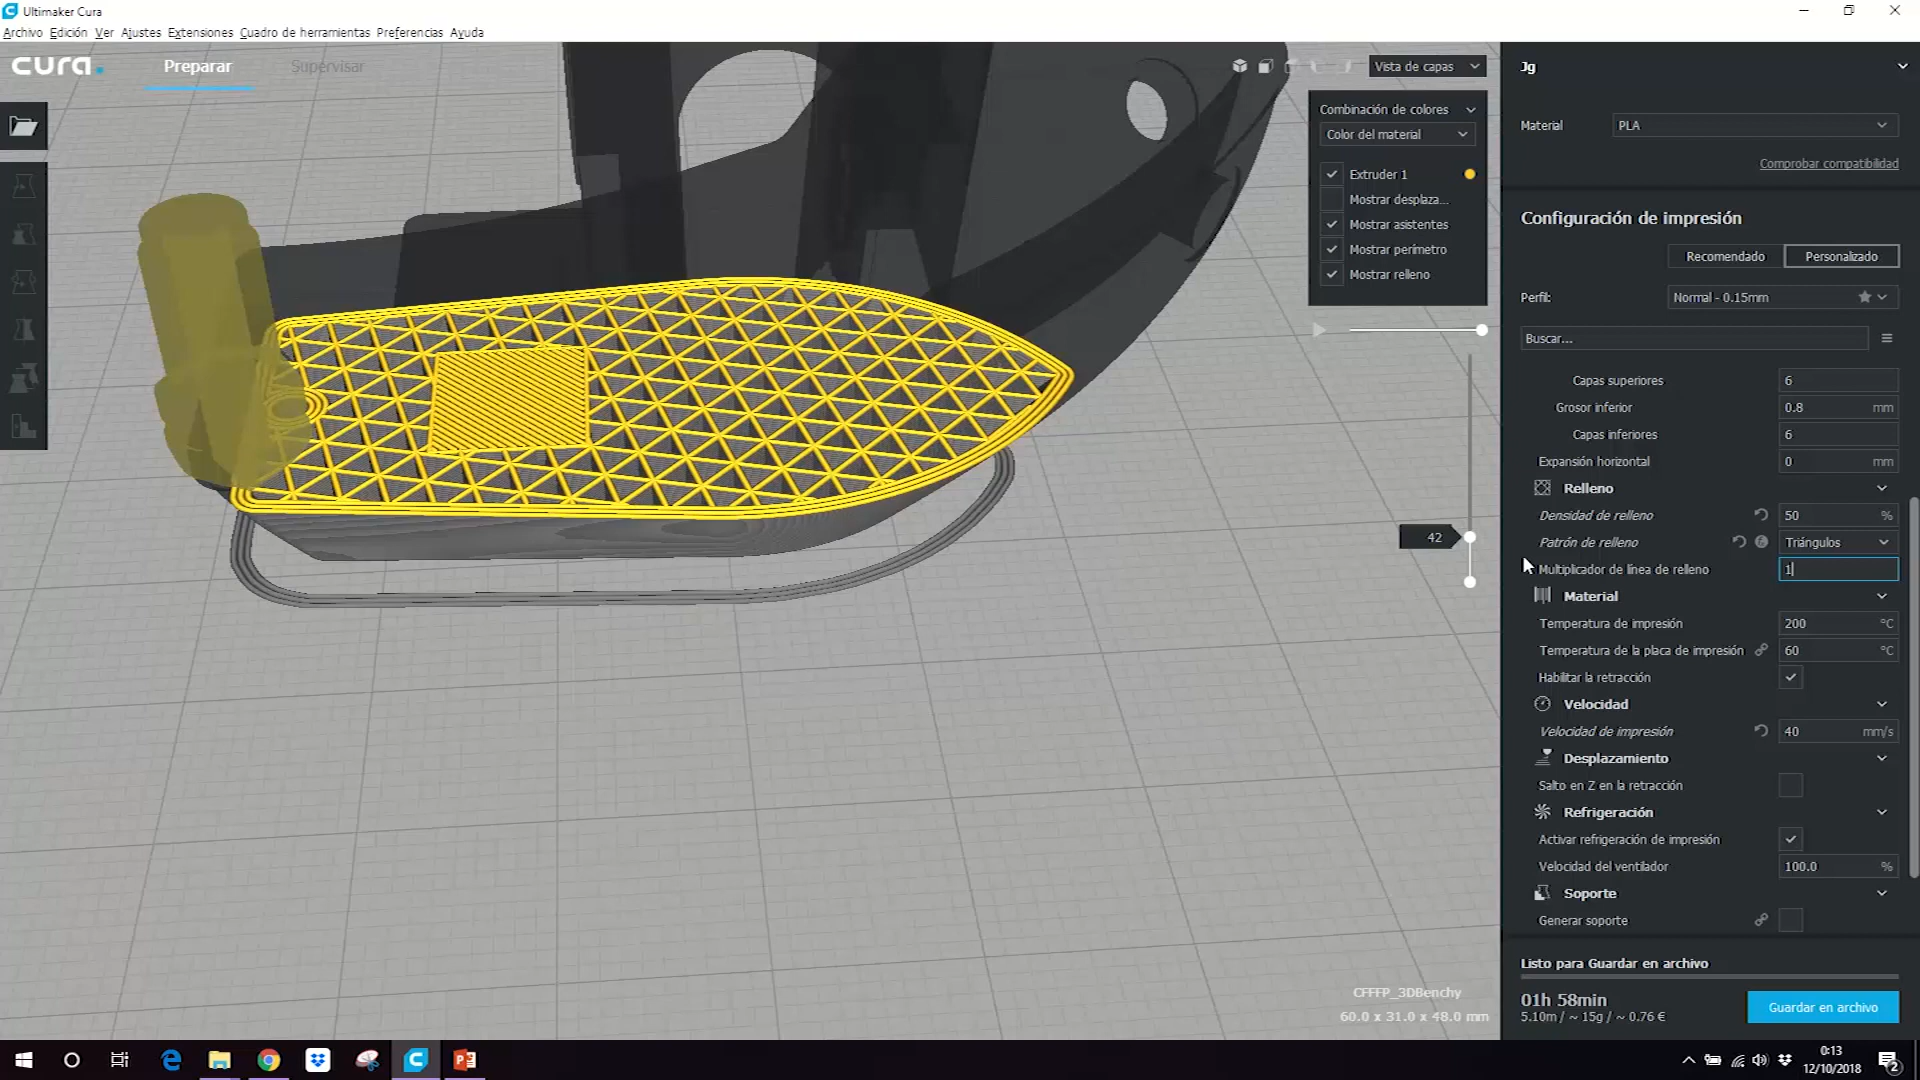 Ultimaker Cura
Archivo Edición Ver Ajustes Extensiones Cuadro de herramientas Preferencias Ayuda
cura.
Preparar
Supervisar
Vista de capas
Combinación de colores
Color del material
Extruder 1
Mostrar desplaza...
Mostrar asistentes
Mostrar perímetro
Mostrar relleno
42
CFFFP_3DBenchy
60.0 x 31.0 x 48.0 mm
Jg
Material PLA
Comprobar compatibilidad
Configuración de impresión
Recomendado Personalizado
Perfil: Normal - 0.15mm
Buscar...
Capas superiores 6
Grosor inferior 0.8 mm
Capas inferiores 6
Expansión horizontal 0 mm
Relleno
Densidad de relleno 50 %
Patrón de relleno Triángulos
Multiplicador de línea de relleno 1
Material
Temperatura de impresión 200 °C
Temperatura de la placa de impresión 60 °C
Habilitar la retracción
Velocidad
Velocidad de impresión 40 mm/s
Desplazamiento
Salto en Z en la retracción
Refrigeración
Activar refrigeración de impresión
Velocidad del ventilador 100.0 %
Soporte
Generar soporte
Listo para Guardar en archivo
01h 58min
5.10m / ~ 15g / ~ 0.76 €
Guardar en archivo
0:13
12/10/2018
2